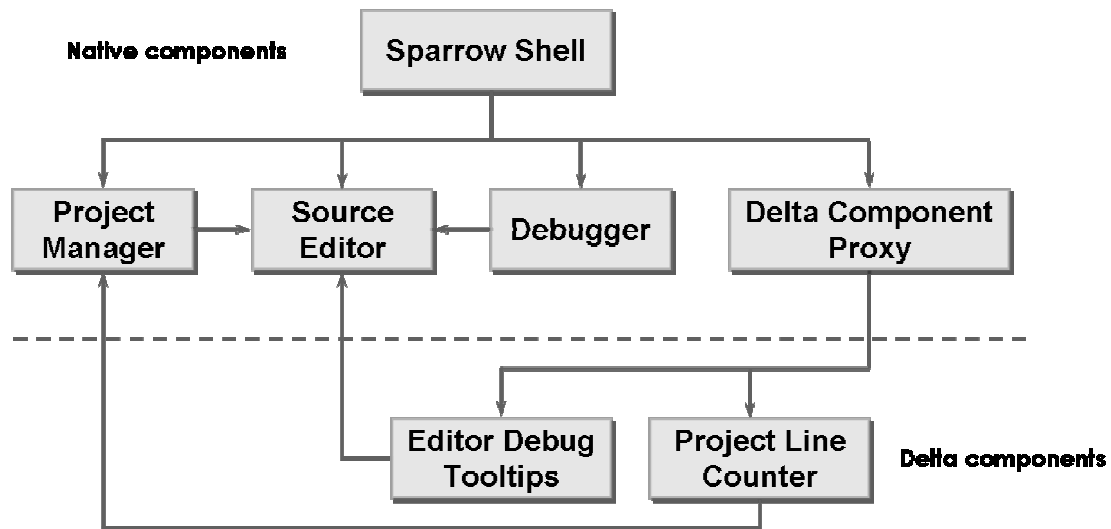 Native components
Sparrow Shell
Project
Manager
Source
Editor
Debugger
Delta Component
Proxy
Editor Debug
Tooltips
Project Line
Counter
Delta components